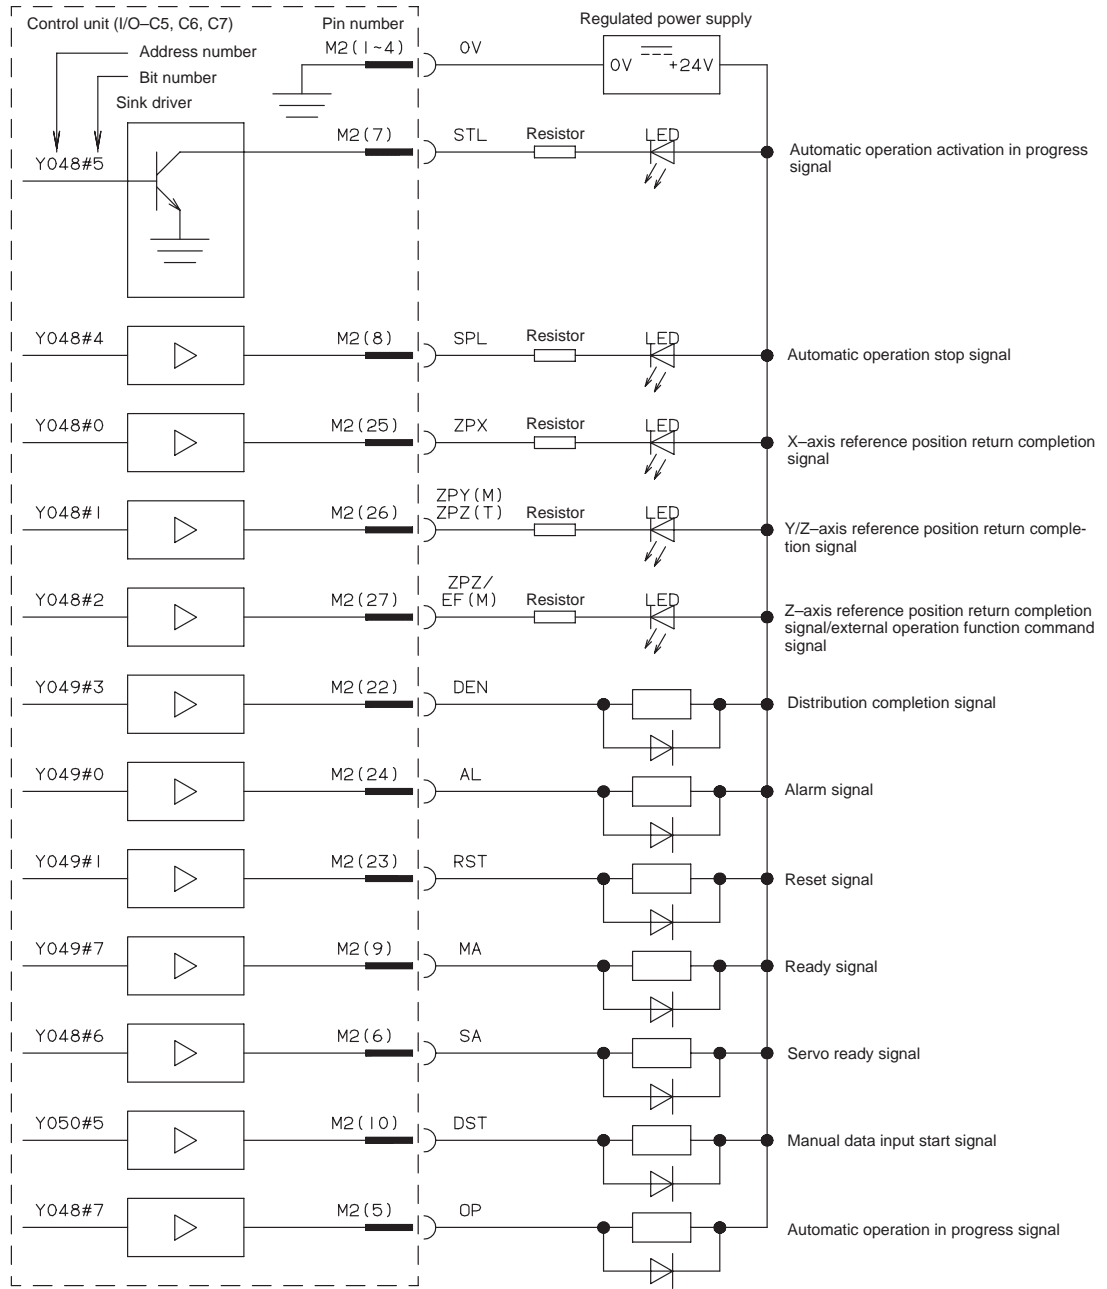 Control unit (I/O–C5, C6, C7)
Pin number
Regulated power supply
Address number
M2(1~4)
0V
0V
+24V
Bit number
Sink driver
Y048#5
M2(7)
STL
Resistor
LED
Automatic operation activation in progress
signal
Y048#4
M2(8)
SPL
Resistor
LED
Automatic operation stop signal
Y048#0
M2(25)
ZPX
Resistor
LED
X–axis reference position return completion
signal
Y048#1
M2(26)
ZPY(M)
ZPZ(T)
Resistor
LED
Y/Z–axis reference position return comple-
tion signal
Y048#2
M2(27)
ZPZ/
EF(M)
Resistor
LED
Z–axis reference position return completion
signal/external operation function command
signal
Y049#3
M2(22)
DEN
Distribution completion signal
Y049#0
M2(24)
AL
Alarm signal
Y049#1
M2(23)
RST
Reset signal
Y049#7
M2(9)
MA
Ready signal
Y048#6
M2(6)
SA
Servo ready signal
Y050#5
M2(10)
DST
Manual data input start signal
Y048#7
M2(5)
OP
Automatic operation in progress signal